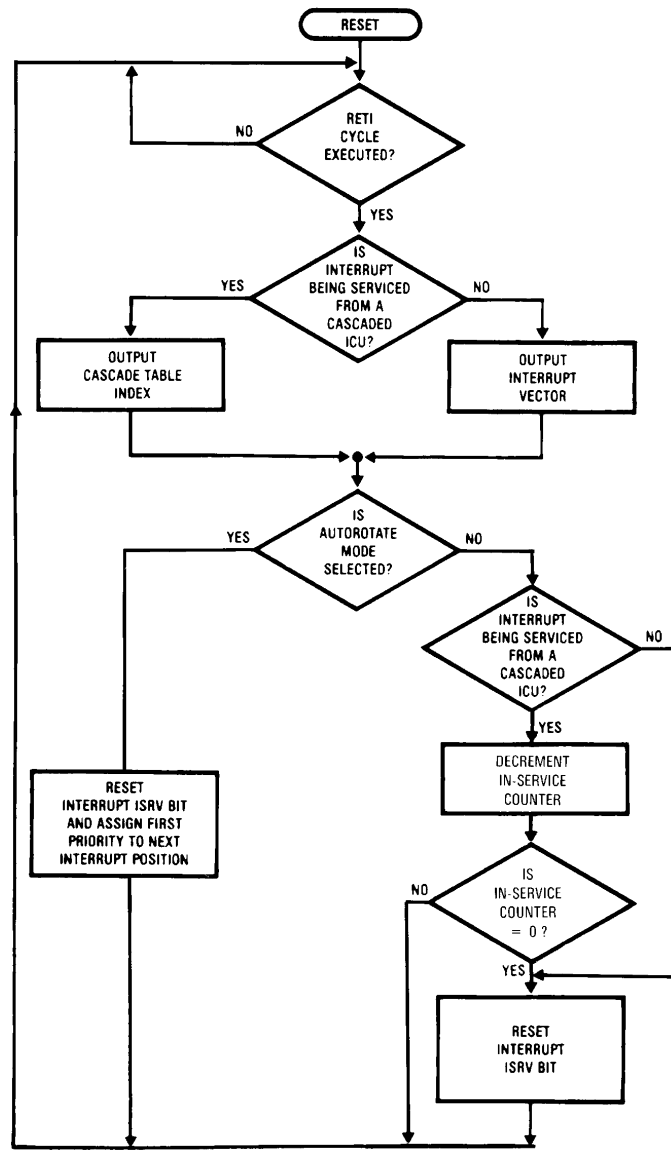 RESET
RETI
CYCLE
EXECUTED?
NO
YES
IS
INTERRUPT
BEING SERVICED
FROM A
CASCADED
ICU?
YES
NO
OUTPUT
CASCADE TABLE
INDEX
OUTPUT
INTERRUPT
VECTOR
IS
AUTOROTATE
MODE
SELECTED?
YES
NO
IS
INTERRUPT
BEING SERVICED
FROM A
CASCADED
ICU?
NO
YES
RESET
INTERRUPT ISRV BIT
AND ASSIGN FIRST
PRIORITY TO NEXT
INTERRUPT POSITION
DECREMENT
IN-SERVICE
COUNTER
IS
IN-SERVICE
COUNTER
= 0?
NO
YES
RESET
INTERRUPT
ISRV BIT